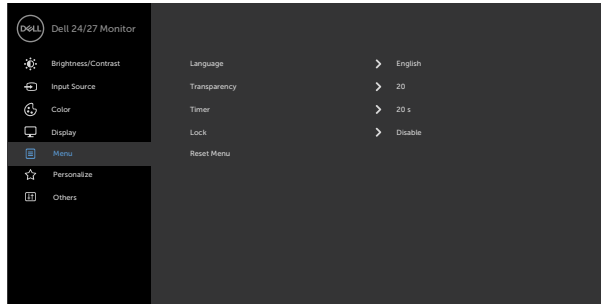 DELL Dell 24/27 Monitor
Brightness/Contrast
Input Source
Color
Display
Menu
Personalize
Others
Language > English
Transparency > 20
Timer > 20 s
Lock > Disable
Reset Menu